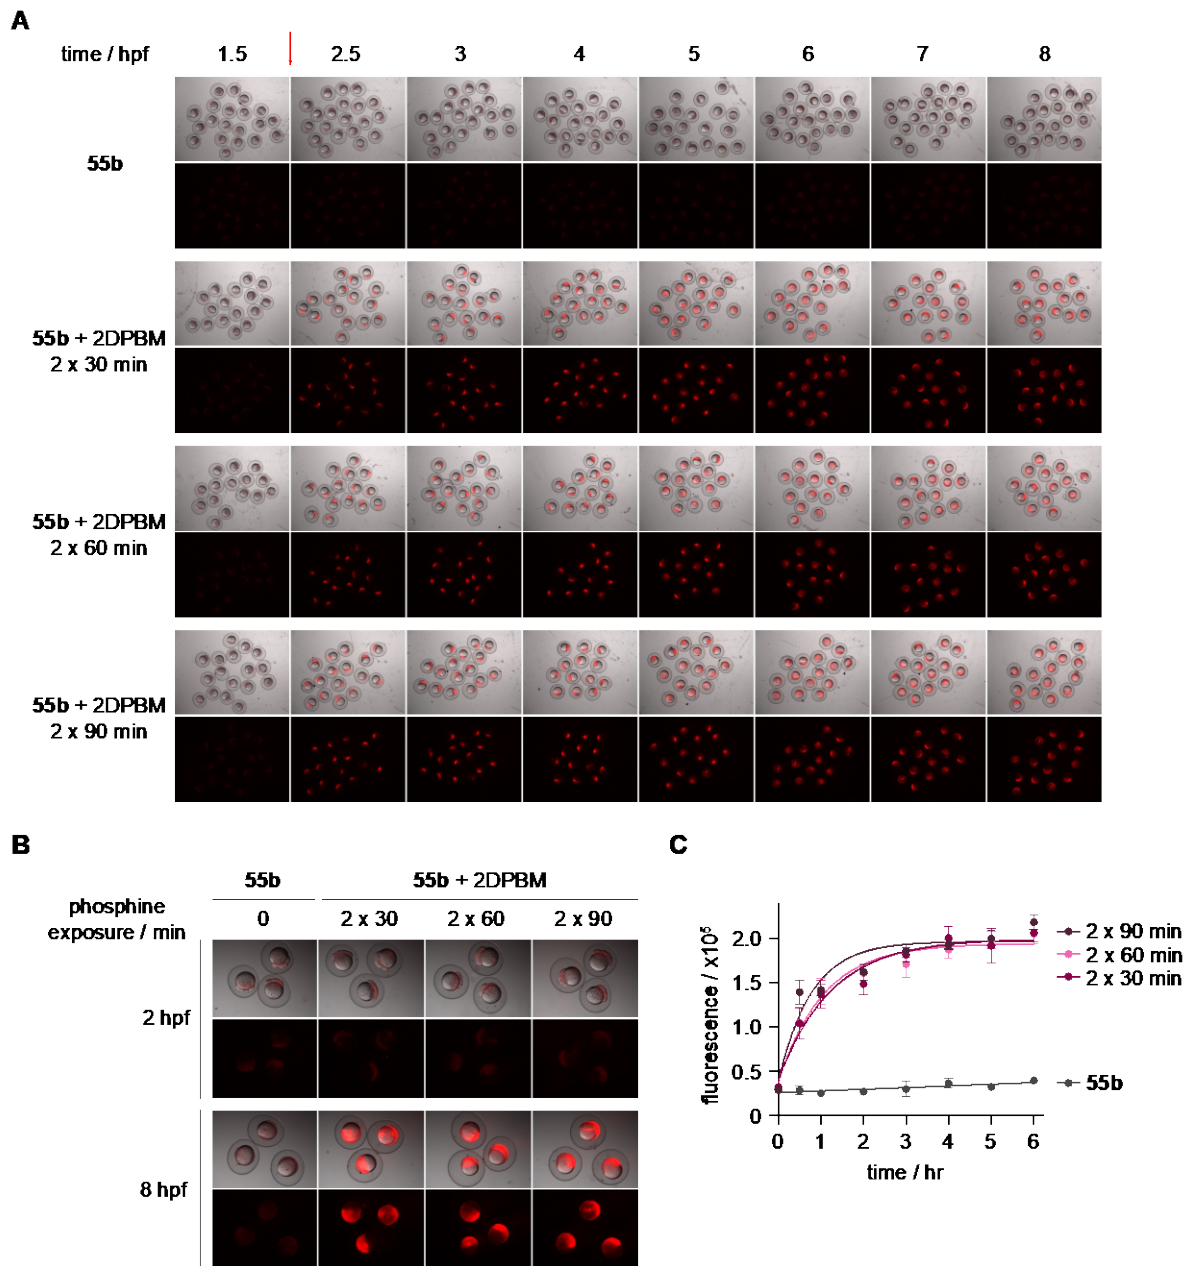 A
time / hpf 1.5 2.5 3 4 5 6 7 8
55b
55b + 2DPBM
2 x 30 min
55b + 2DPBM
2 x 60 min
55b + 2DPBM
2 x 90 min
B
55b 55b + 2DPBM
phosphine
exposure / min
0 2 x 30 2 x 60 2 x 90
2 hpf
8 hpf
C
fluorescence / x10⁵
2.0
1.5
1.0
0.5
0
0 1 2 3 4 5 6
time / hr
2 x 90 min
2 x 60 min
2 x 30 min
55b